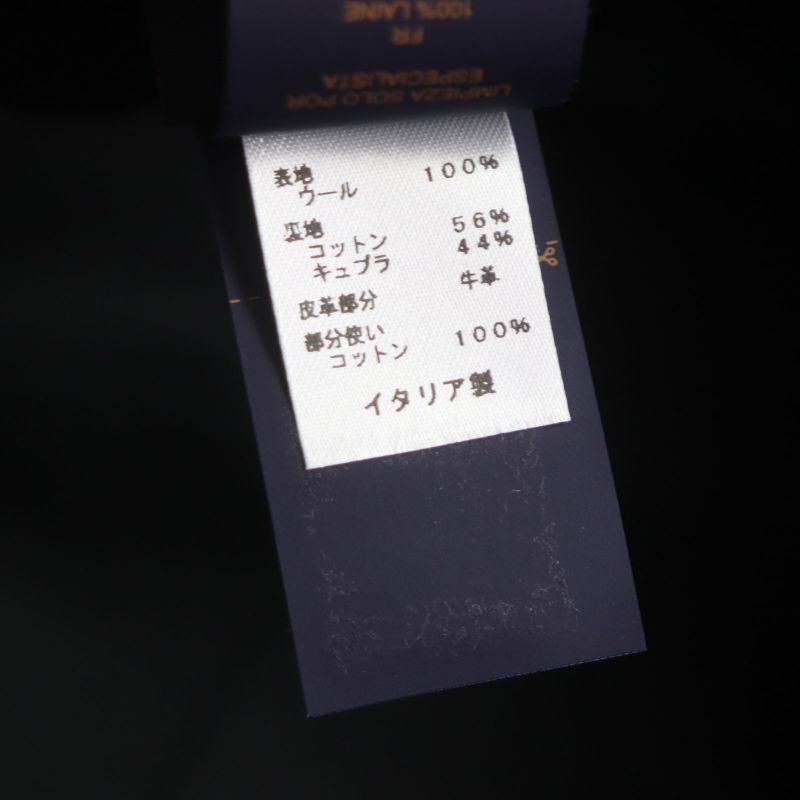 100% LAINE
FR
ESPECIALISTA
LIMPIEZA SOLO POR
表地
ウール 100%
裏地
コットン 56%
キュプラ 44%
皮革部分 牛革
部分使い
コットン 100%
イタリア製